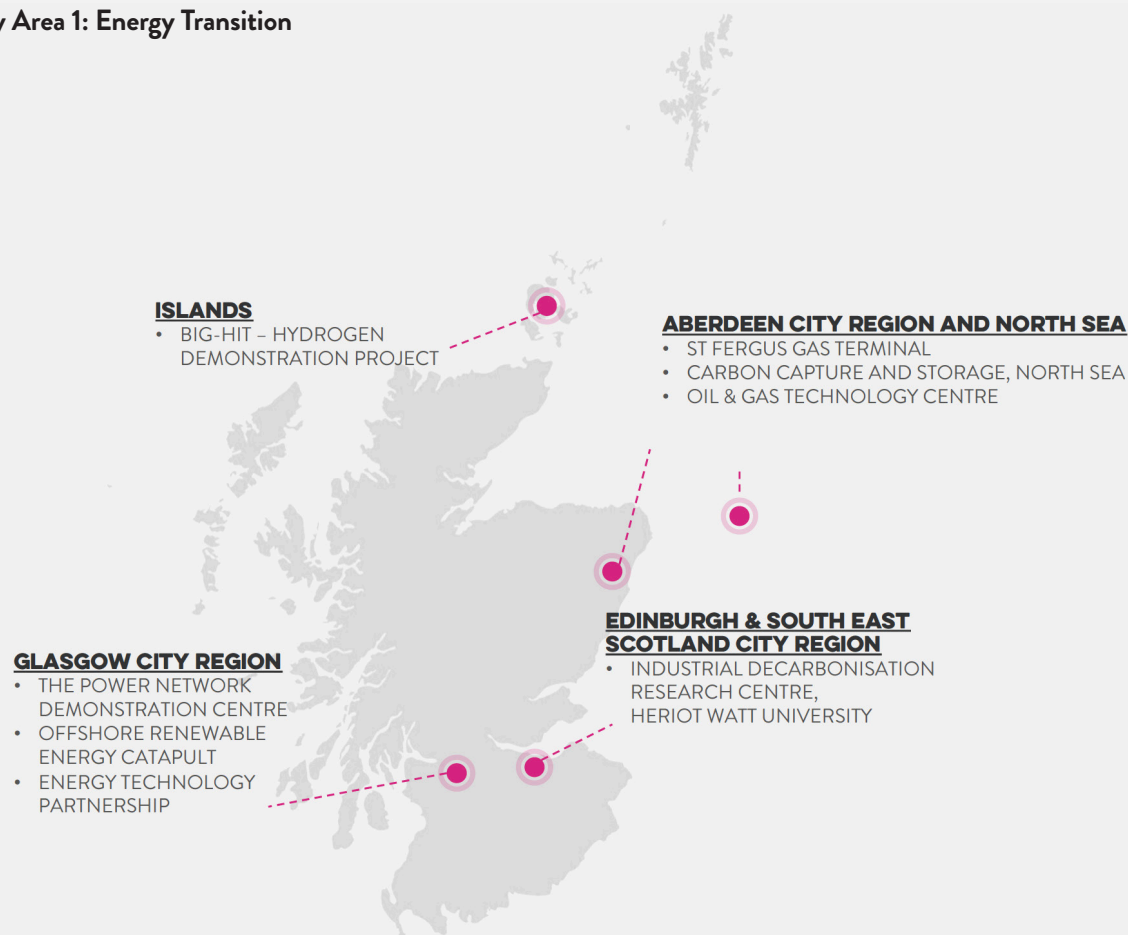 y Area 1: Energy Transition
ISLANDS
• BIG-HIT – HYDROGEN
DEMONSTRATION PROJECT
ABERDEEN CITY REGION AND NORTH SEA
• ST FERGUS GAS TERMINAL
• CARBON CAPTURE AND STORAGE, NORTH SEA
• OIL & GAS TECHNOLOGY CENTRE
EDINBURGH & SOUTH EAST
SCOTLAND CITY REGION
• INDUSTRIAL DECARBONISATION
RESEARCH CENTRE,
HERIOT WATT UNIVERSITY
GLASGOW CITY REGION
• THE POWER NETWORK
DEMONSTRATION CENTRE
• OFFSHORE RENEWABLE
ENERGY CATAPULT
• ENERGY TECHNOLOGY
PARTNERSHIP